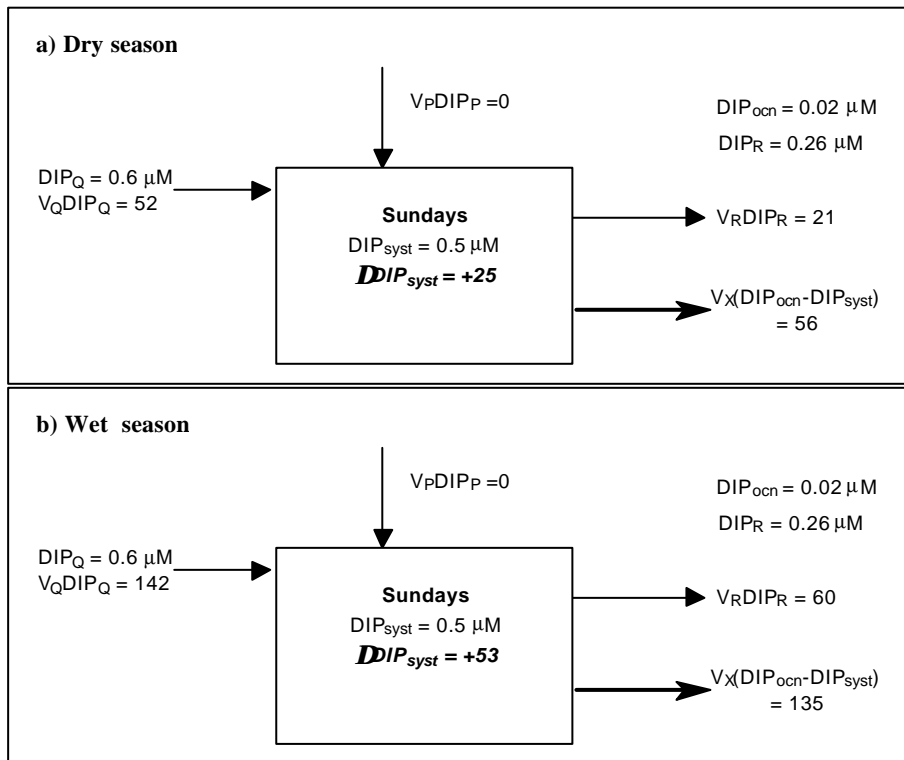 a) Dry season
VPDIPP =0
DIPocn = 0.02 μM
DIPR = 0.26 μM
DIPQ = 0.6 μM
VQDIPQ = 52
Sundays
DIPsyst = 0.5 μM
DDIPsyst = +25
VRDIPR = 21
VX(DIPocn-DIPsyst)
= 56
b) Wet season
VPDIPP =0
DIPocn = 0.02 μM
DIPR = 0.26 μM
DIPQ = 0.6 μM
VQDIPQ = 142
Sundays
DIPsyst = 0.5 μM
DDIPsyst = +53
VRDIPR = 60
VX(DIPocn-DIPsyst)
= 135